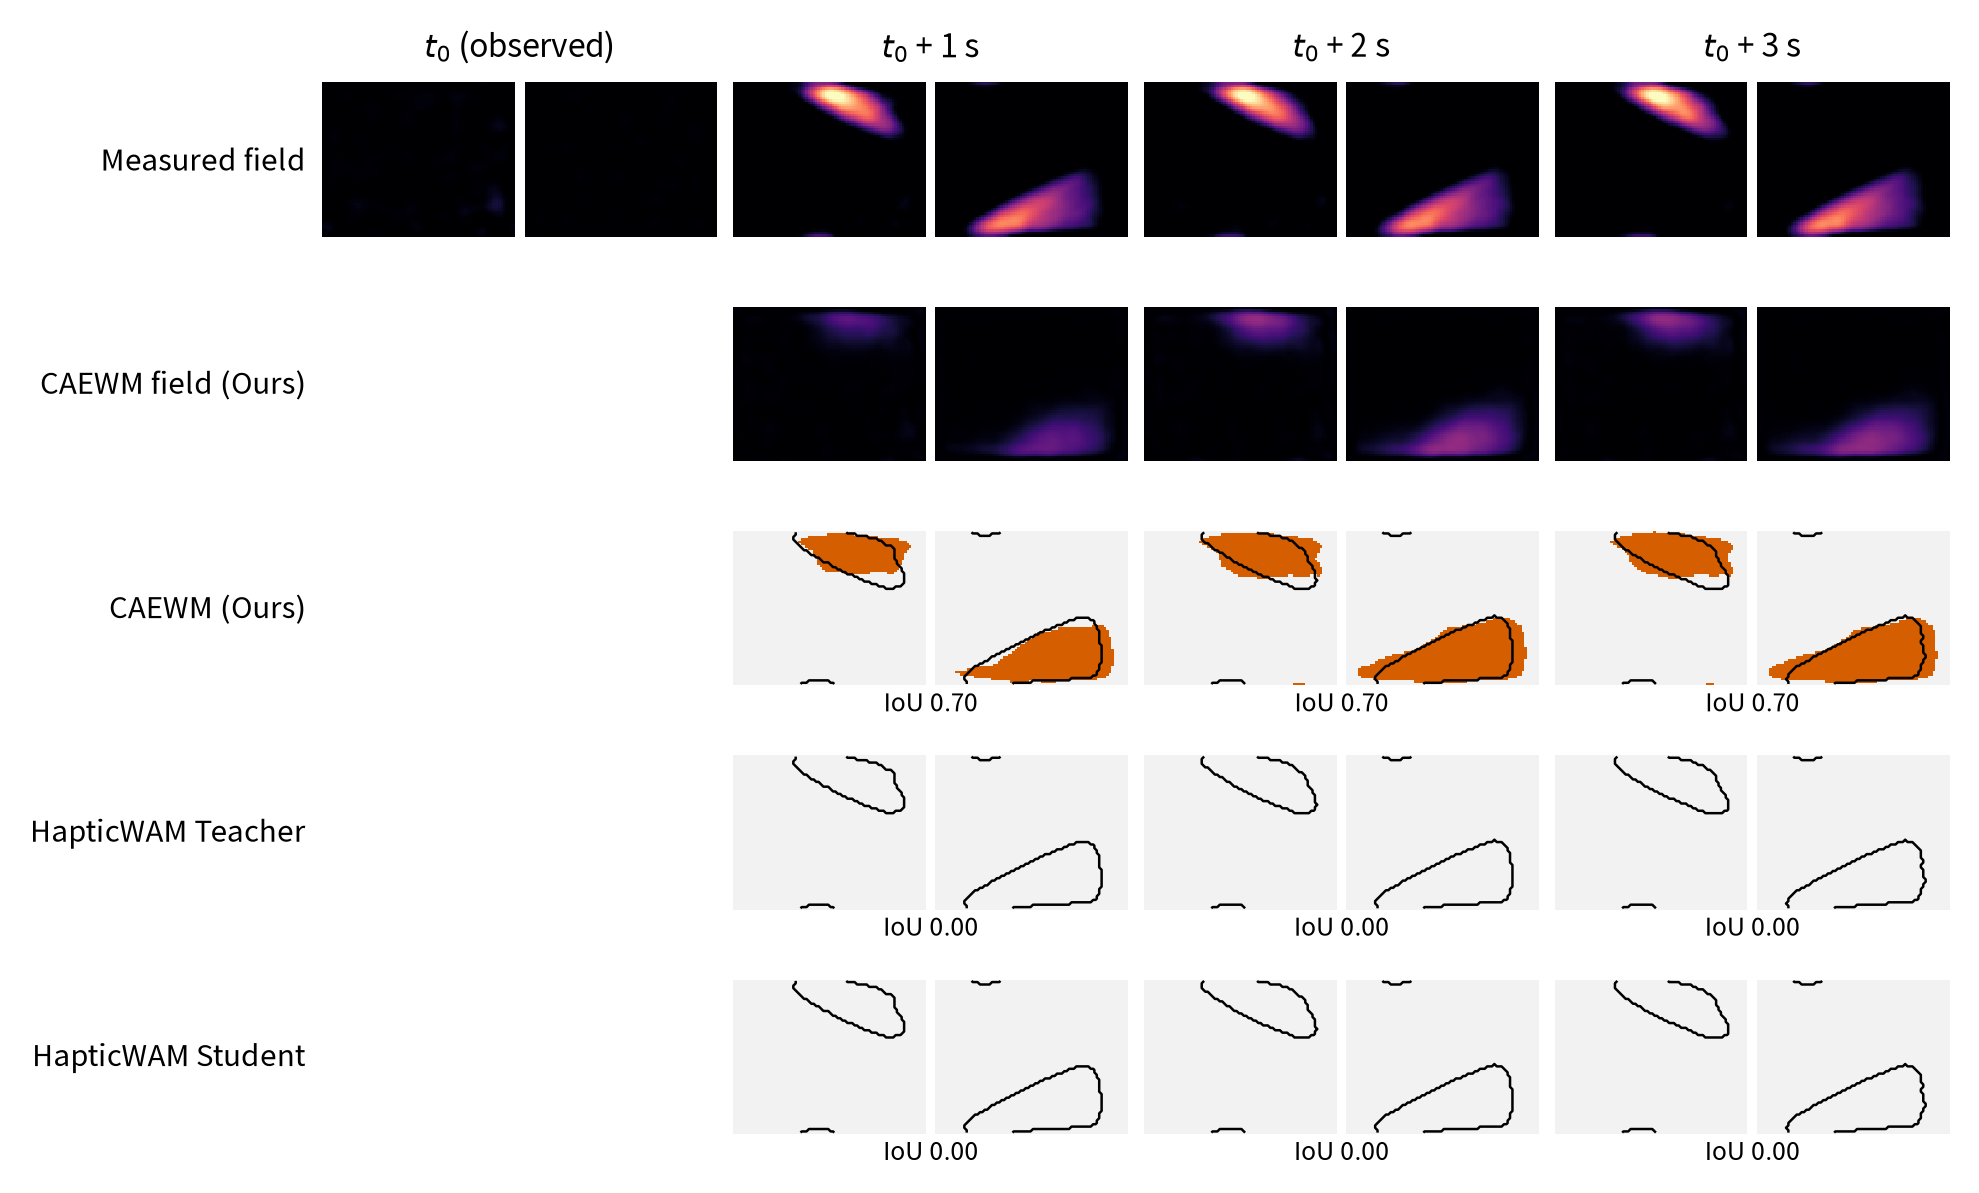 t0 (observed) t0 + 1 s t0 + 2 s t0 + 3 s
Measured field
CAEWM field (Ours)
CAEWM (Ours)
IoU 0.70 IoU 0.70 IoU 0.70
HapticWAM Teacher
IoU 0.00 IoU 0.00 IoU 0.00
HapticWAM Student
IoU 0.00 IoU 0.00 IoU 0.00